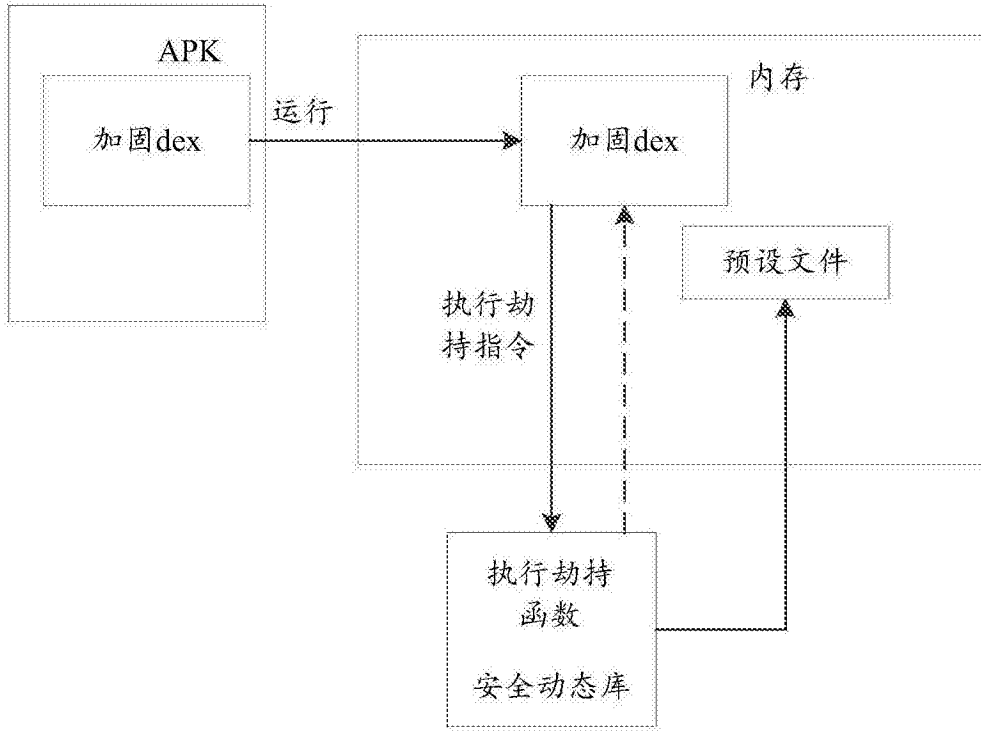 APK
加固dex
运行
内存
加固dex
预设文件
执行劫
持指令
执行劫持
函数
安全动态库